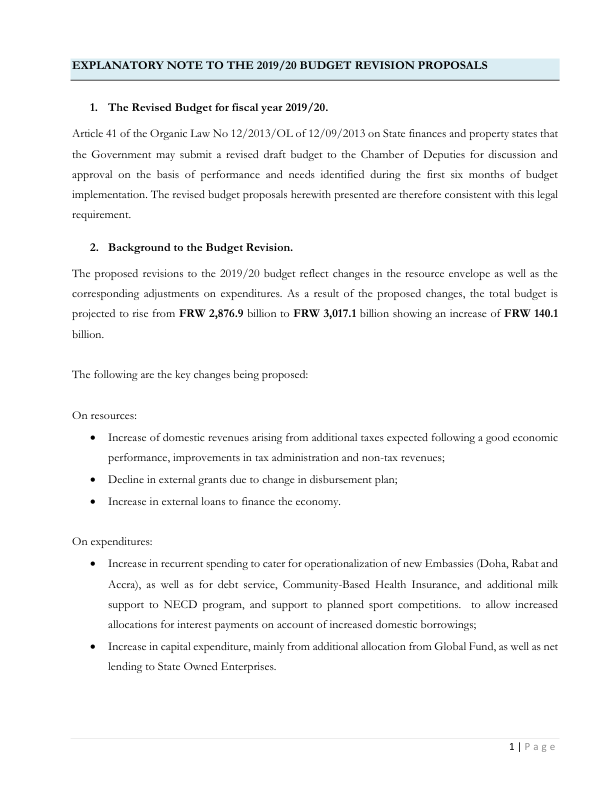 EXPLANATORY NOTE TO THE 2019/20 BUDGET REVISION PROPOSALS
1. The Revised Budget for fiscal year 2019/20.
Article 41 of the Organic Law No 12/2013/OL of 12/09/2013 on State finances and property states that
the Government may submit a revised draft budget to the Chamber of Deputies for discussion and
approval on the basis of performance and needs identified during the first six months of budget
implementation. The revised budget proposals herewith presented are therefore consistent with this legal
requirement.
2. Background to the Budget Revision.
The proposed revisions to the 2019/20 budget reflect changes in the resource envelope as well as the
corresponding adjustments on expenditures. As a result of the proposed changes, the total budget is
projected to rise from FRW 2,876.9 billion to FRW 3,017.1 billion showing an increase of FRW 140.1
billion.
The following are the key changes being proposed:
On resources:
• Increase of domestic revenues arising from additional taxes expected following a good economic
performance, improvements in tax administration and non-tax revenues;
• Decline in external grants due to change in disbursement plan;
• Increase in external loans to finance the economy.
On expenditures:
• Increase in recurrent spending to cater for operationalization of new Embassies (Doha, Rabat and
Accra), as well as for debt service, Community-Based Health Insurance, and additional milk
support to NECD program, and support to planned sport competitions. to allow increased
allocations for interest payments on account of increased domestic borrowings;
• Increase in capital expenditure, mainly from additional allocation from Global Fund, as well as net
lending to State Owned Enterprises.
1 | Page